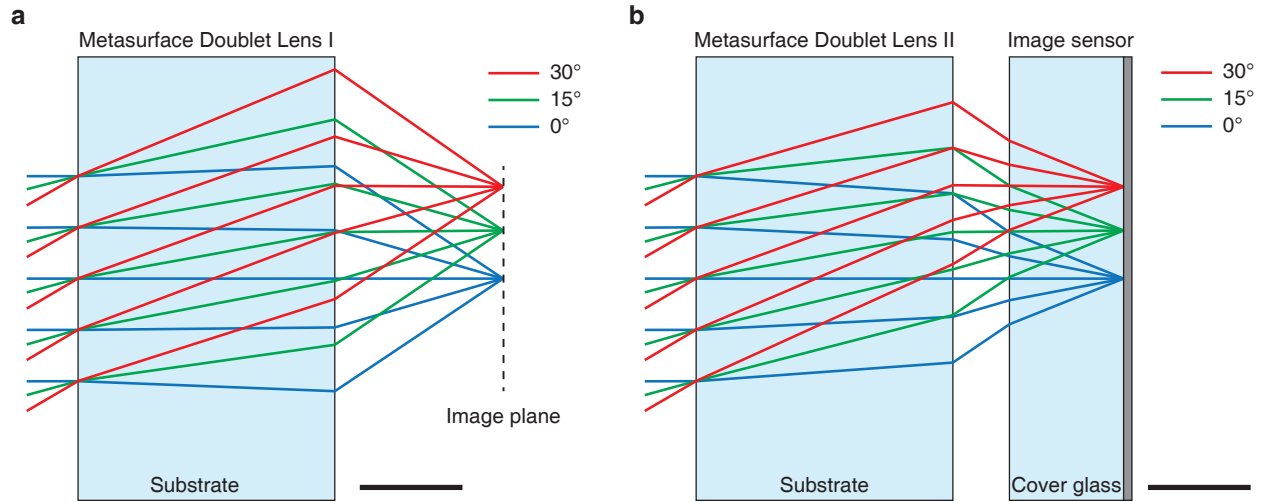 a
Metasurface Doublet Lens I
30°
15°
0°
Image plane
Substrate
b
Metasurface Doublet Lens II
Image sensor
30°
15°
0°
Substrate
Cover glass